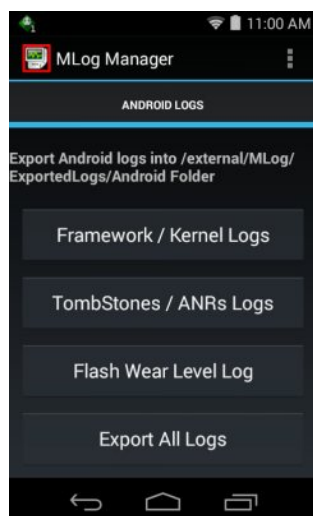 1
11:00 AM
MLog Manager
ANDROID LOGS
Export Android logs into /external/MLog/
ExportedLogs/Android Folder
Framework / Kernel Logs
TombStones / ANRs Logs
Flash Wear Level Log
Export All Logs